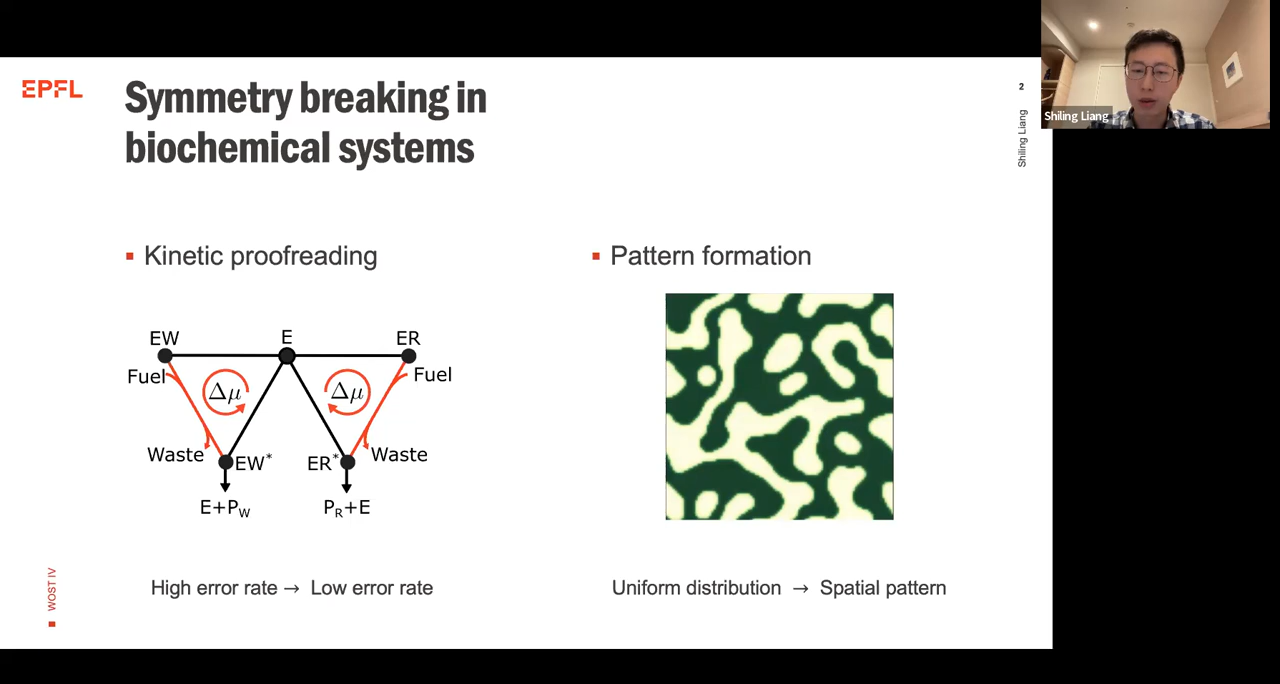 EPFL
Symmetry breaking in
biochemical systems
2
Shiling Liang
Shiling Liang
Kinetic proofreading
Pattern formation
EW
E
ER
Fuel
Δμ
Δμ
Fuel
Waste
EW*
ER*
Waste
E+P_W
P_R+E
High error rate → Low error rate
Uniform distribution → Spatial pattern
WOST IV